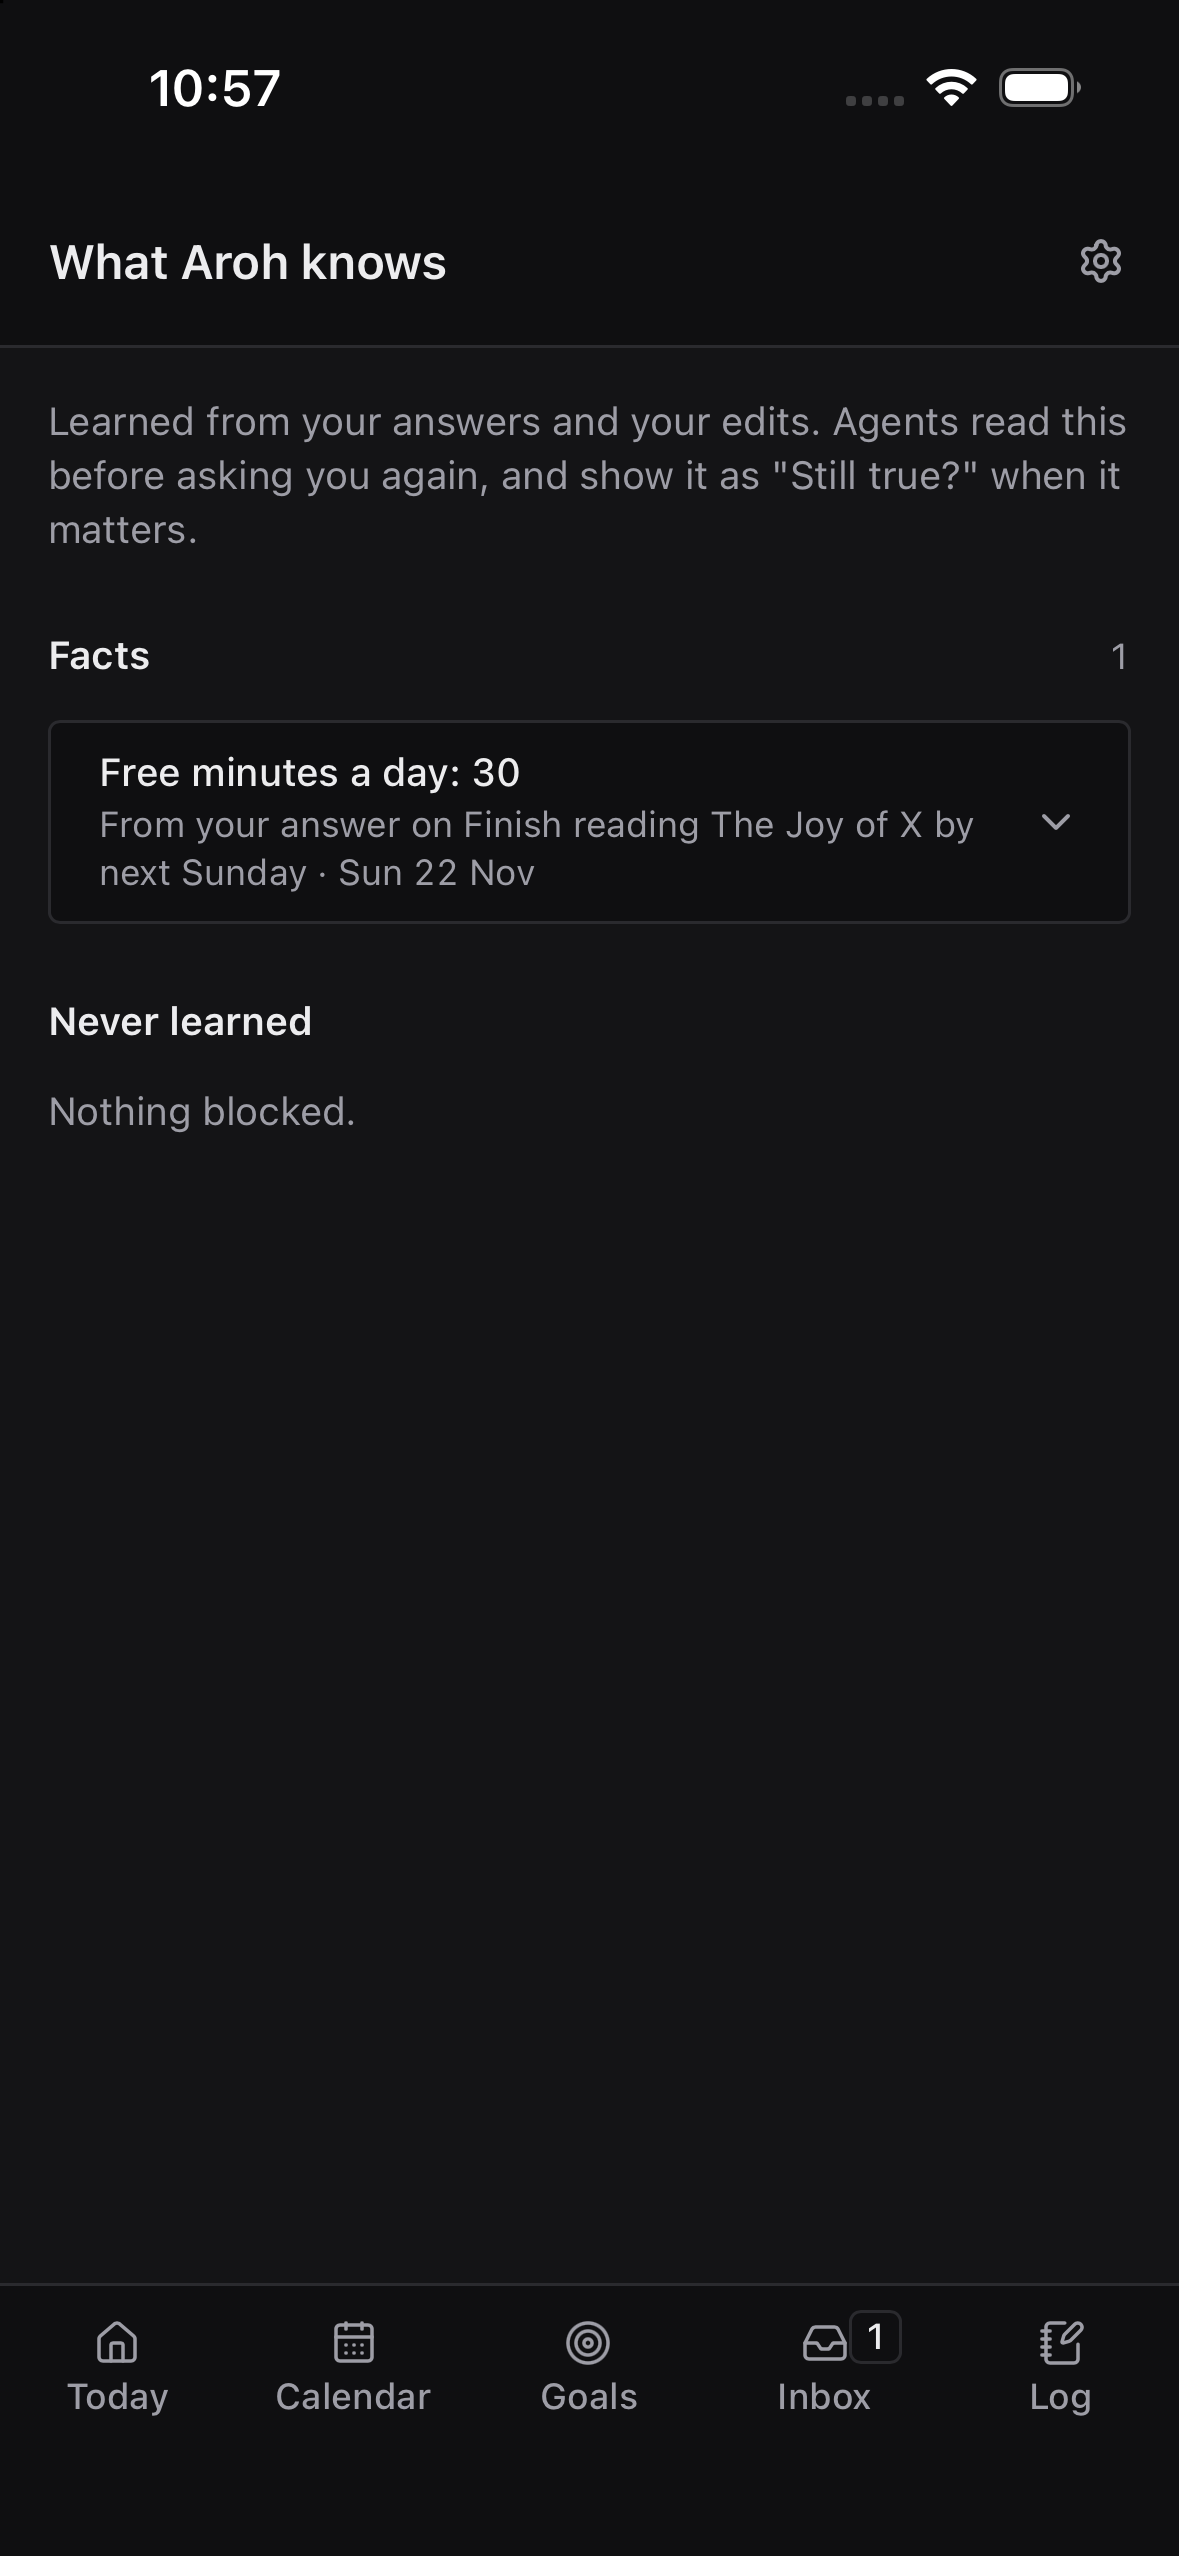 10:57
What Aroh knows
Learned from your answers and your edits. Agents read this
before asking you again, and show it as "Still true?" when it
matters.
Facts
1
Free minutes a day: 30
From your answer on Finish reading The Joy of X by
next Sunday · Sun 22 Nov
Never learned
Nothing blocked.
1
Today
Calendar
Goals
Inbox
Log